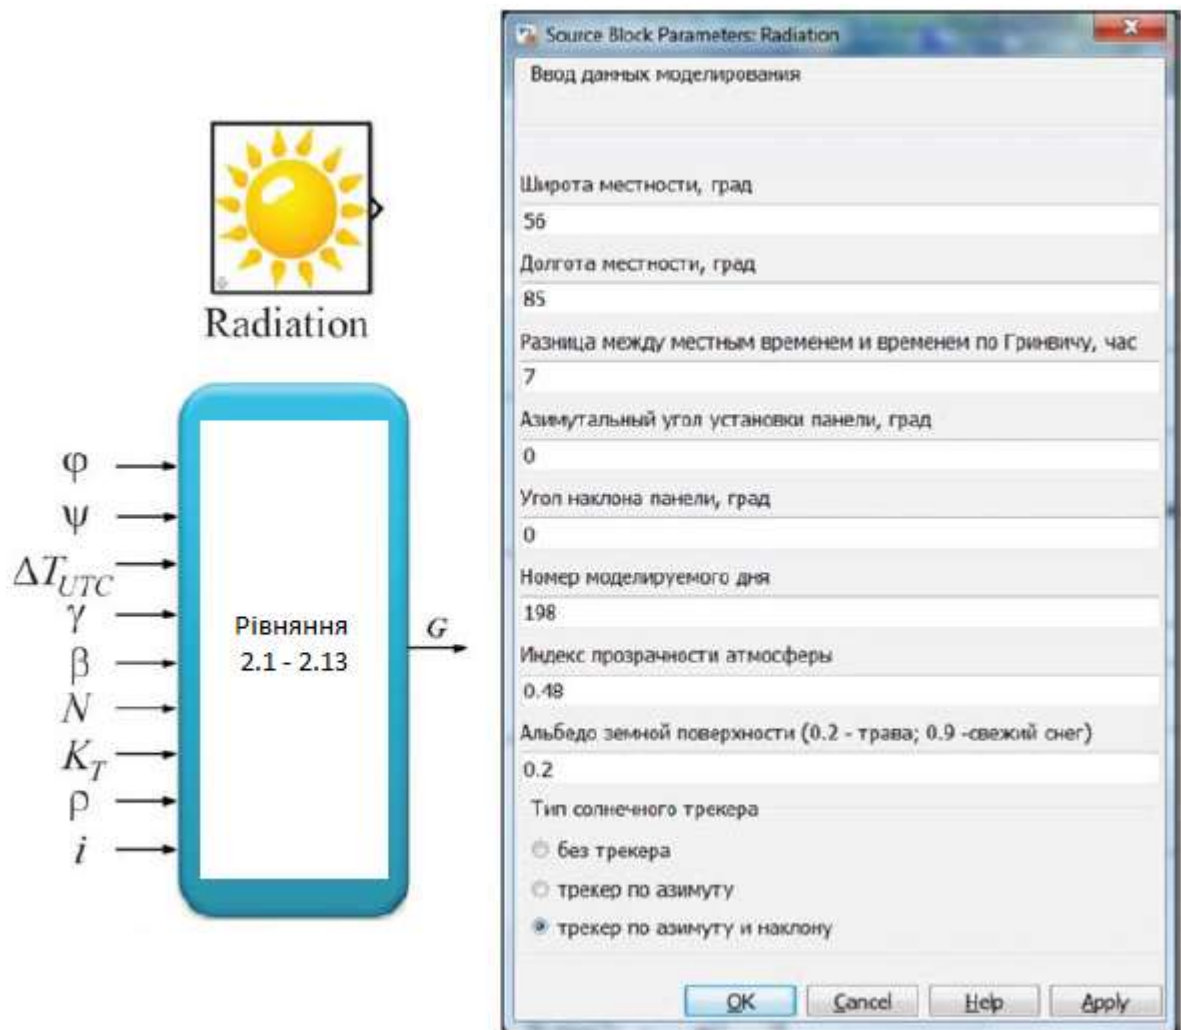 Radiation
φ
ψ
ΔT_UTC
γ
β
N
K_T
ρ
i
Рівняння
2.1 - 2.13
G
Source Block Parameters: Radiation
Ввод данных моделирования
Широта местности, град
56
Долгота местности, град
85
Разница между местным временем и временем по Гринвичу, час
7
Азимутальный угол установки панели, град
0
Угол наклона панели, град
0
Номер моделируемого дня
198
Индекс прозрачности атмосферы
0.48
Альбедо земной поверхности (0.2 - трава; 0.9 -свежий снег)
0.2
Тип солнечного трекера
без трекера
трекер по азимуту
трекер по азимуту и наклону
OK Cancel Help Apply